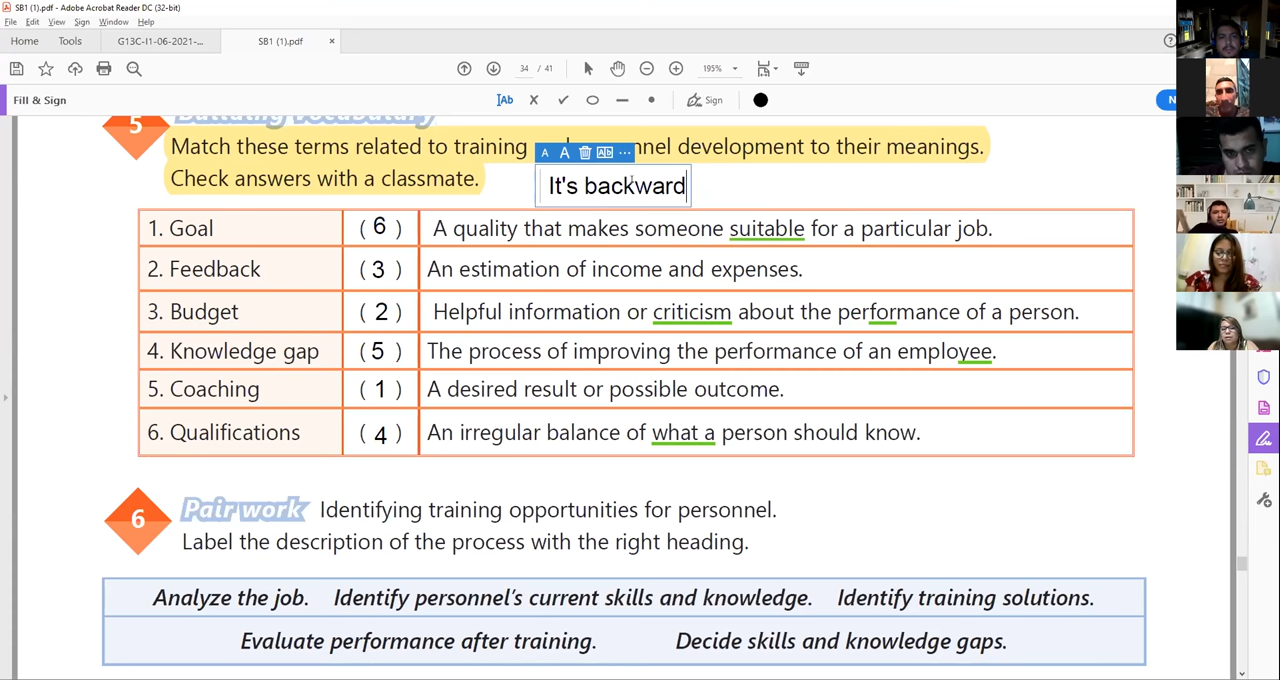 SB1 (1).pdf - Adobe Acrobat Reader DC (32-bit)
File Edit View Sign Window Help
Home Tools G13C-I1-06-2021-... SB1 (1).pdf ×
34 / 41 195%
Fill & Sign Ab Sign N
5 Building Vocabulary
Match these terms related to training nnel development to their meanings.
Check answers with a classmate.
A A Ab ...
It's backward
1. Goal ( 6 ) A quality that makes someone suitable for a particular job.
2. Feedback ( 3 ) An estimation of income and expenses.
3. Budget ( 2 ) Helpful information or criticism about the performance of a person.
4. Knowledge gap ( 5 ) The process of improving the performance of an employee.
5. Coaching ( 1 ) A desired result or possible outcome.
6. Qualifications ( 4 ) An irregular balance of what a person should know.
6 Pair work Identifying training opportunities for personnel.
Label the description of the process with the right heading.
Analyze the job. Identify personnel's current skills and knowledge. Identify training solutions.
Evaluate performance after training. Decide skills and knowledge gaps.